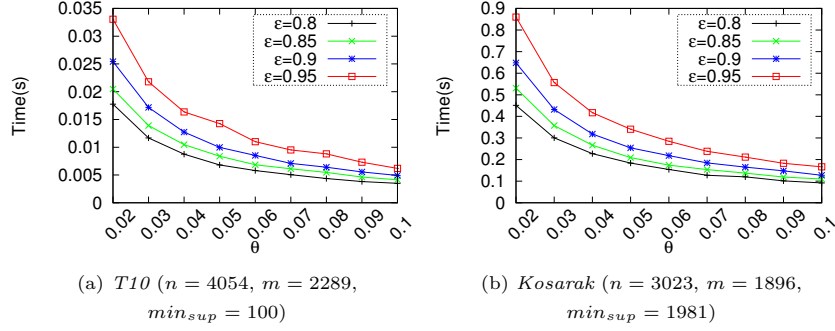 0.035
0.03
0.025
0.02
0.015
0.01
0.005
0
Time(s)
0.02 0.03 0.04 0.05 0.06 0.07 0.08 0.09 0.1
θ
ε=0.8
ε=0.85
ε=0.9
ε=0.95
(a) T10 (n = 4054, m = 2289,
min_sup = 100)
0.9
0.8
0.7
0.6
0.5
0.4
0.3
0.2
0.1
0
Time(s)
0.02 0.03 0.04 0.05 0.06 0.07 0.08 0.09 0.1
θ
ε=0.8
ε=0.85
ε=0.9
ε=0.95
(b) Kosarak (n = 3023, m = 1896,
min_sup = 1981)